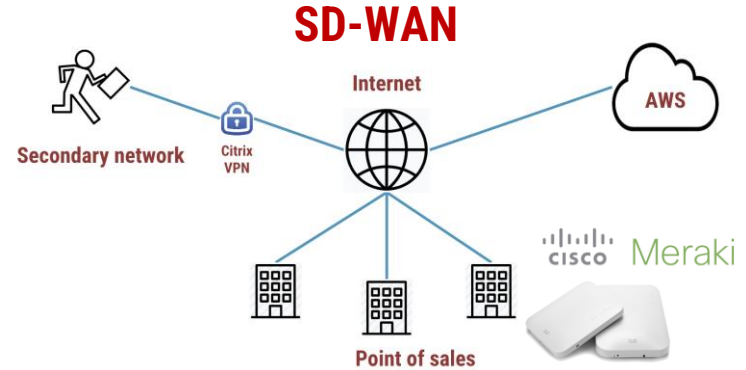 SD-WAN
Internet
AWS
Secondary network
Citrix
VPN
CISCO Meraki
Point of sales